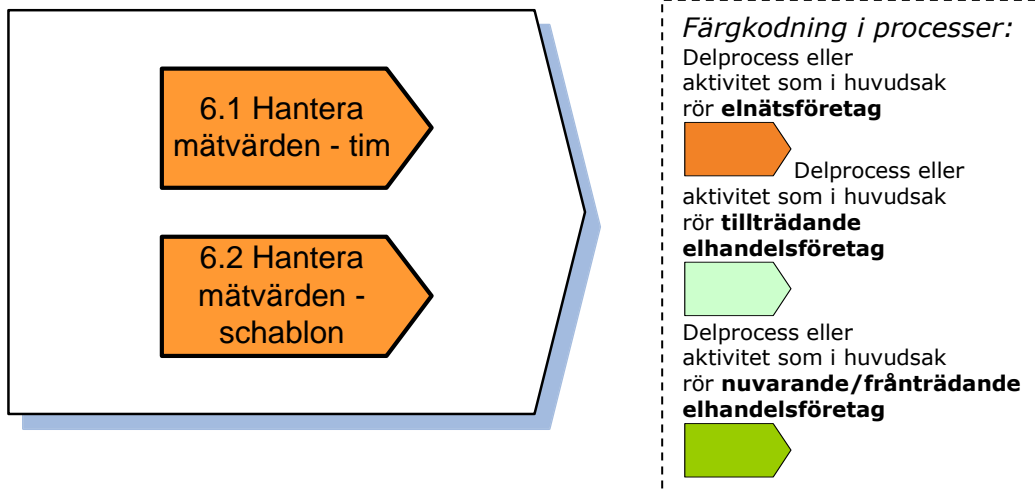 6.1 Hantera
mätvärden - tim
6.2 Hantera
mätvärden -
schablon
Färgkodning i processer:
Delprocess eller
aktivitet som i huvudsak
rör elnätsföretag
Delprocess eller
aktivitet som i huvudsak
rör tillträdande
elhandelsföretag
Delprocess eller
aktivitet som i huvudsak
rör nuvarande/frånträdande
elhandelsföretag